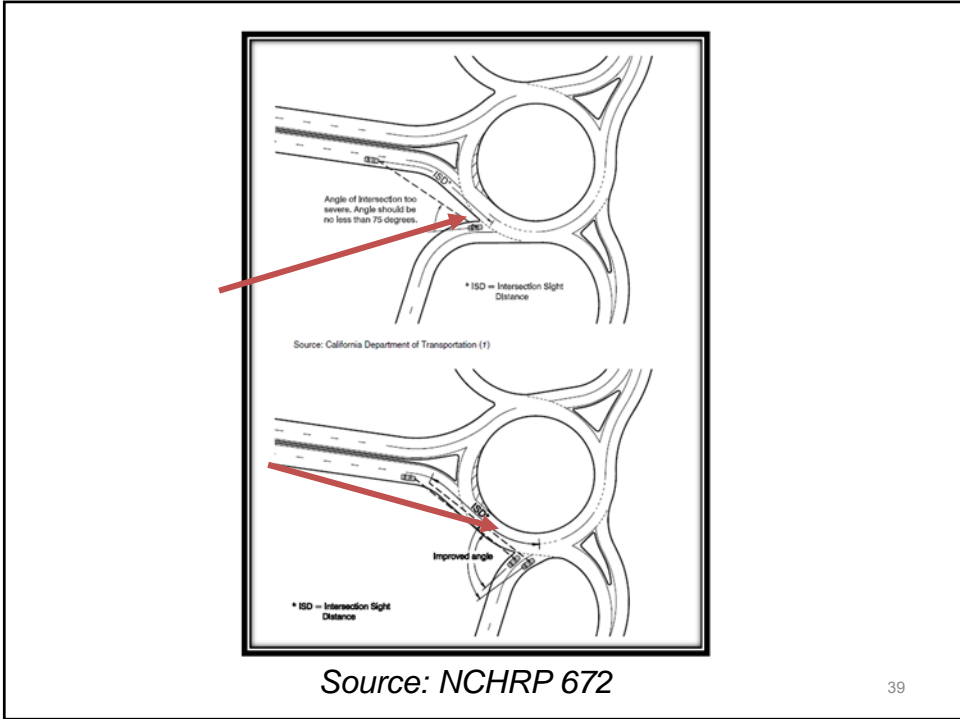 ISD*
Angle of Intersection too
severe. Angle should be
no less than 75 degrees.
* ISD = Intersection Sight
Distance
Source: California Department of Transportation (1)
ISD*
Improved angle
* ISD = Intersection Sight
Distance
Source: NCHRP 672
39